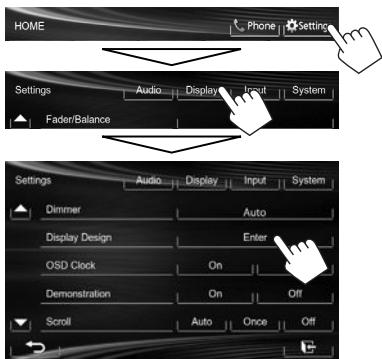 HOME Phone Setting
Settings Audio Display Input System
Fader/Balance
Settings Audio Display Input System
Dimmer Auto
Display Design Enter
OSD Clock On
Demonstration On Off
Scroll Auto Once Off